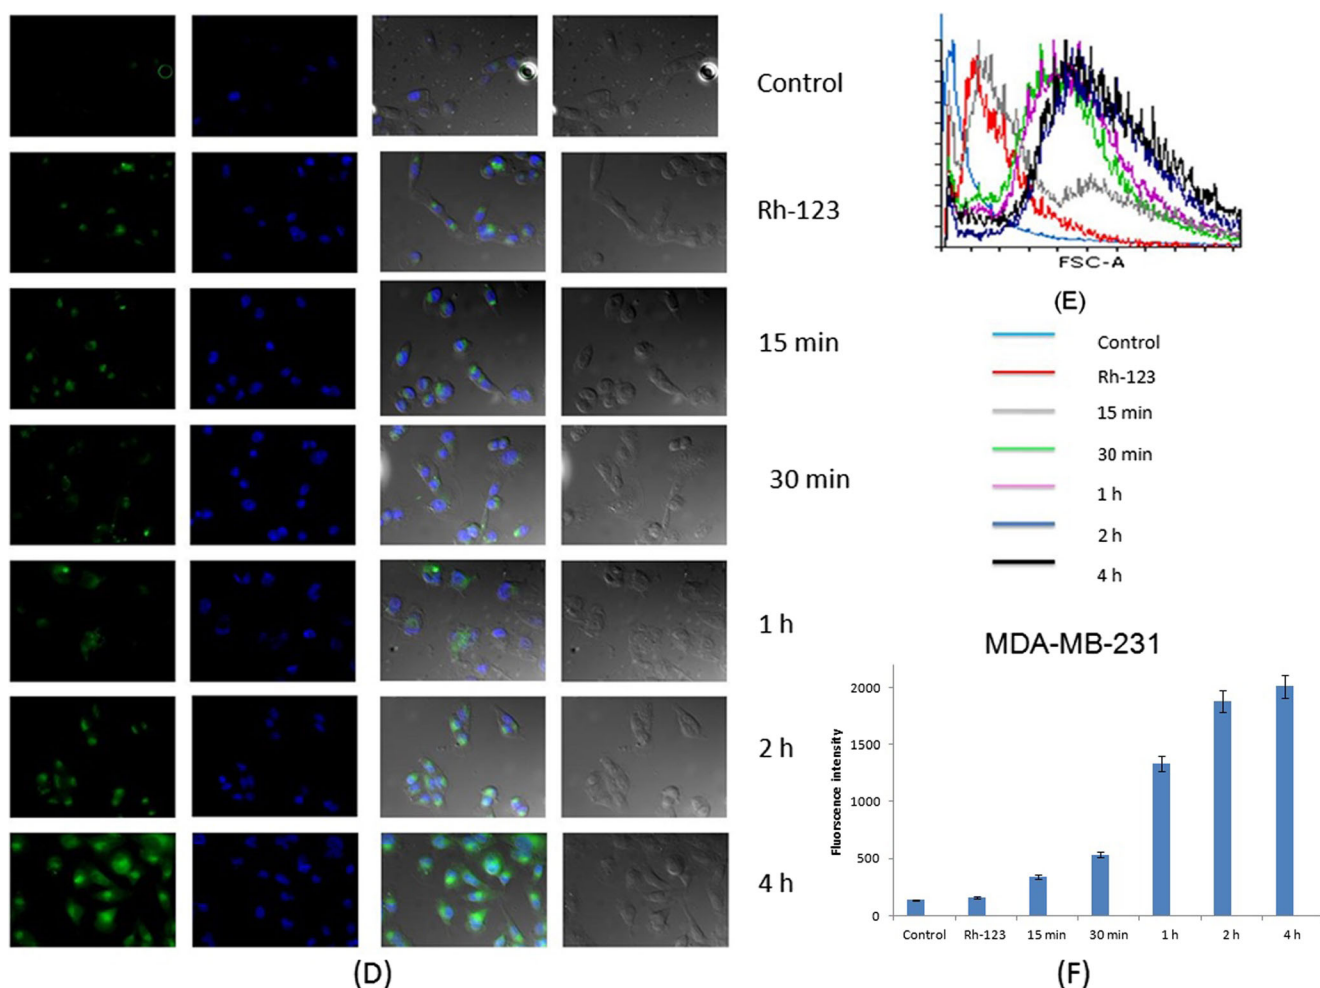 Control
Rh-123
15 min
30 min
1 h
2 h
4 h
(D)
FSC-A
(E)
Control
Rh-123
15 min
30 min
1 h
2 h
4 h
MDA-MB-231
Fluorscence intensity
2000
1500
1000
500
0
Control Rh-123 15 min 30 min 1 h 2 h 4 h
(F)